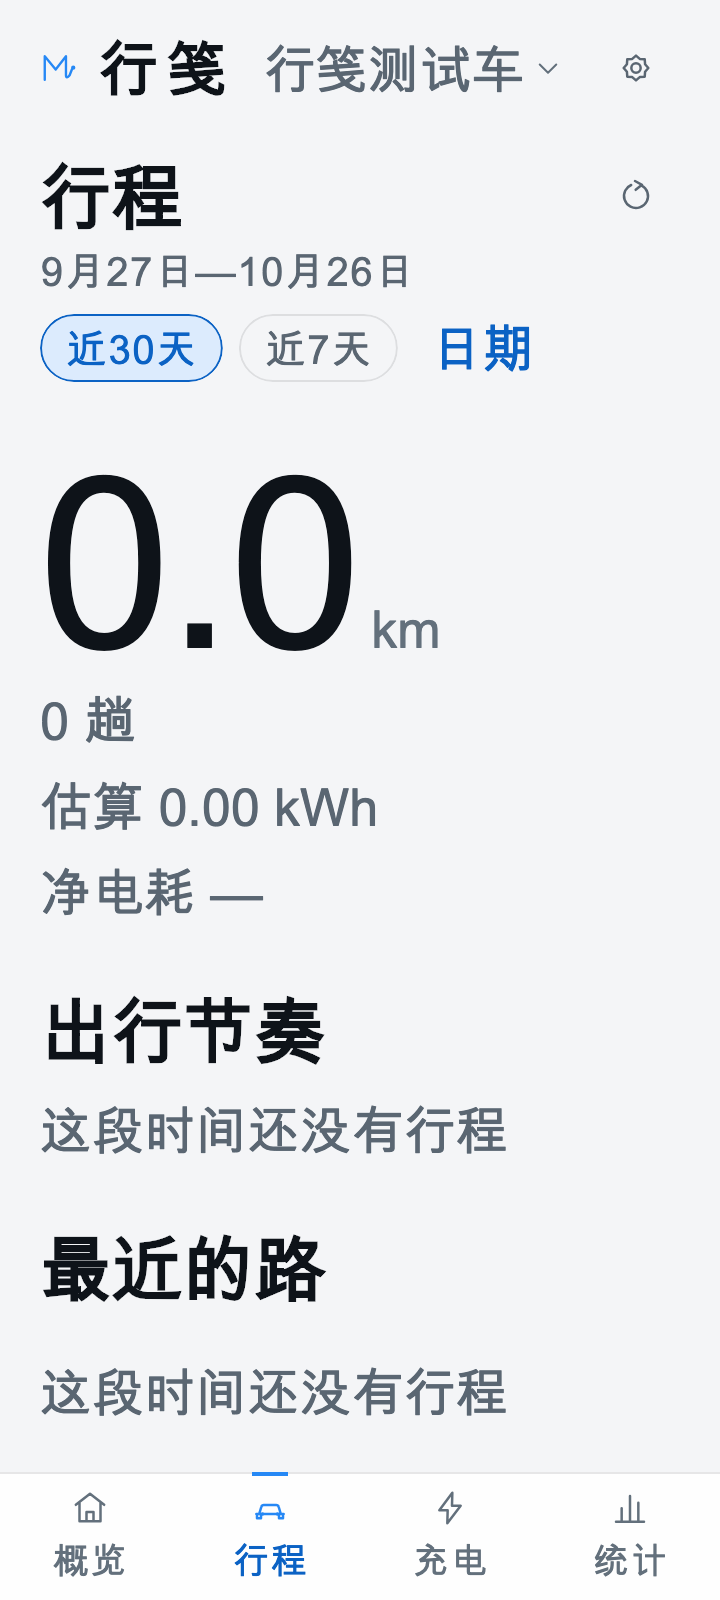 行笺 行笺测试车
行程
9月27日—10月26日
近30天 近7天 日期
0.0 km
0 趟
估算 0.00 kWh
净电耗 —
出行节奏
这段时间还没有行程
最近的路
这段时间还没有行程
概览 行程 充电 统计